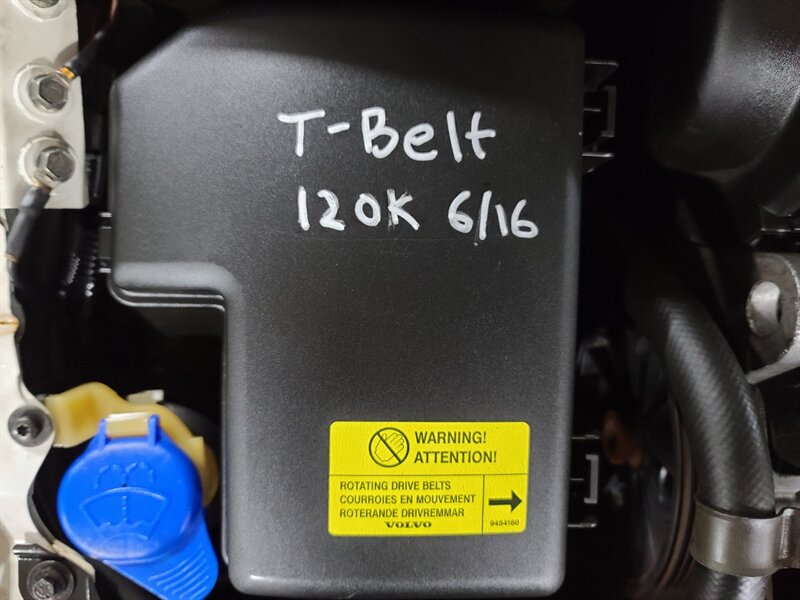 T-Belt
120K 6/16
WARNING!
ATTENTION!
ROTATING DRIVE BELTS
COURROIES EN MOUVEMENT
ROTERANDE DRIVREMMAR
VOLVO
9454160